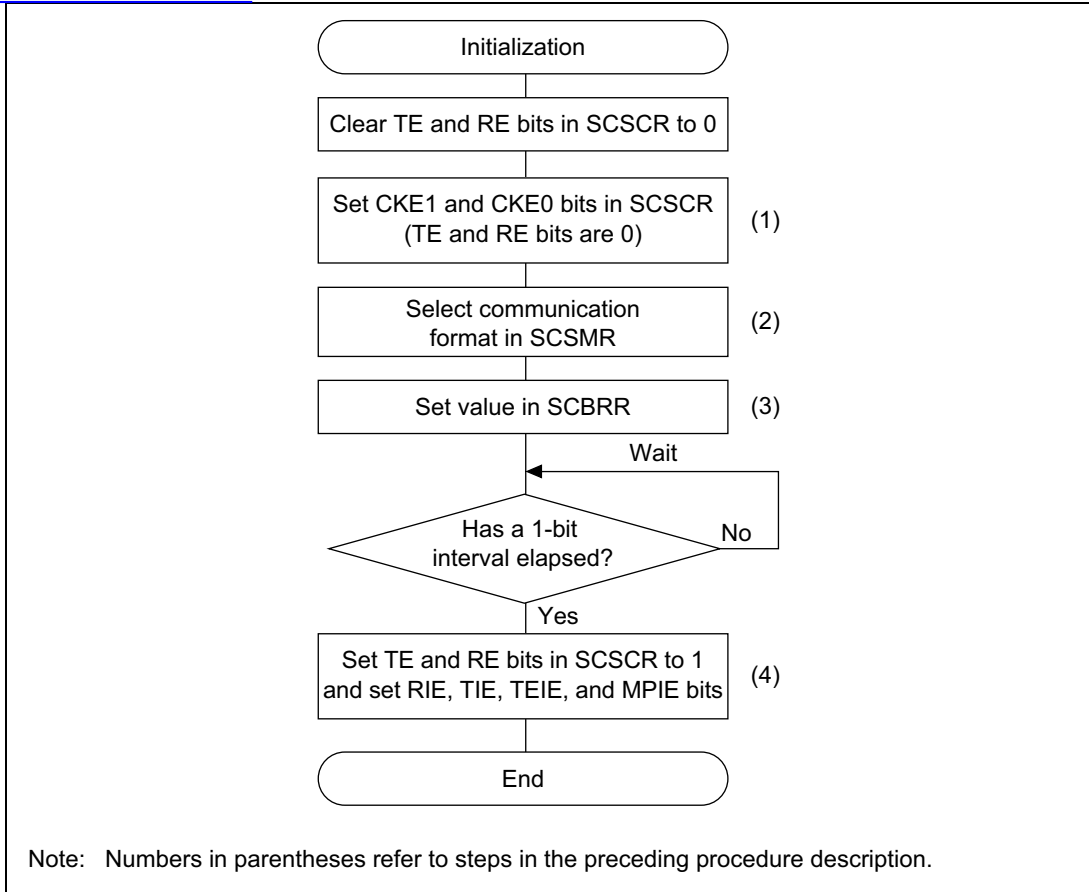 Initialization
Clear TE and RE bits in SCSCR to 0
Set CKE1 and CKE0 bits in SCSCR
(TE and RE bits are 0)
(1)
Select communication
format in SCSMR
(2)
Set value in SCBRR
(3)
Wait
Has a 1-bit
interval elapsed?
No
Yes
Set TE and RE bits in SCSCR to 1
and set RIE, TIE, TEIE, and MPIE bits
(4)
End
Note: Numbers in parentheses refer to steps in the preceding procedure description.